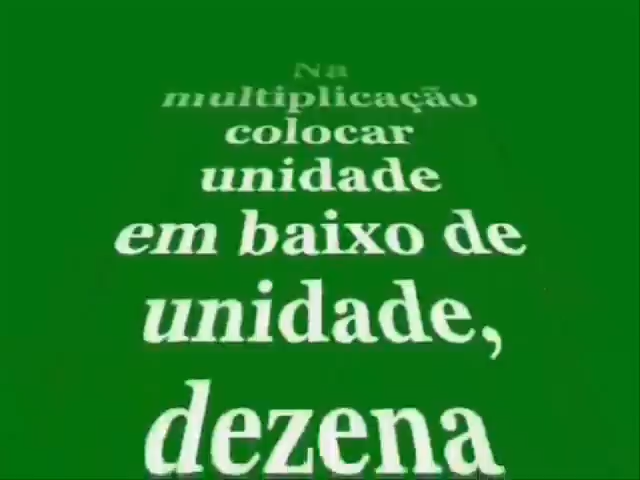 Na
multiplicação
colocar
unidade
em baixo de
unidade,
dezena